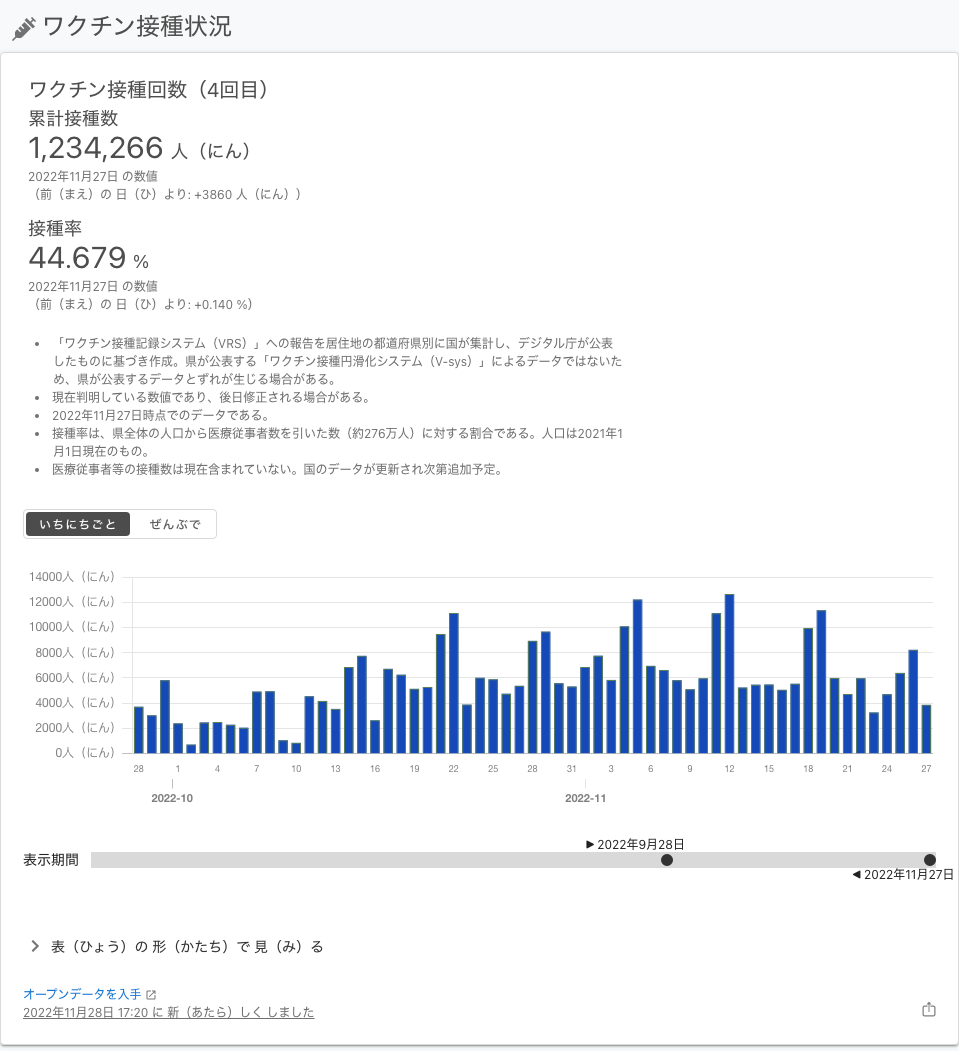 ワクチン接種状況
ワクチン接種回数（4回目）
累計接種数
1,234,266 人（にん）
2022年11月27日 の数値
（前（まえ）の 日（ひ）より: +3860 人（にん））
接種率
44.679 %
2022年11月27日 の数値
（前（まえ）の 日（ひ）より: +0.140 %）
• 「ワクチン接種記録システム（VRS）」への報告を居住地の都道府県別に国が集計し、デジタル庁が公表
したものに基づき作成。県が公表する「ワクチン接種円滑化システム（V-sys）」によるデータではないた
め、県が公表するデータとずれが生じる場合がある。
• 現在判明している数値であり、後日修正される場合がある。
• 2022年11月27日時点でのデータである。
• 接種率は、県全体の人口から医療従事者数を引いた数（約276万人）に対する割合である。人口は2021年1
月1日現在のもの。
• 医療従事者等の接種数は現在含まれていない。国のデータが更新され次第追加予定。
いちにちごと ぜんぶで
14000人（にん）
12000人（にん）
10000人（にん）
8000人（にん）
6000人（にん）
4000人（にん）
2000人（にん）
0人（にん）
28 1 4 7 10 13 16 19 22 25 28 31 3 6 9 12 15 18 21 24 27
2022-10 2022-11
▶ 2022年9月28日
表示期間
◀ 2022年11月27日
表（ひょう）の 形（かたち）で 見（み）る
オープンデータを入手
2022年11月28日 17:20 に 新（あたら）しく しました